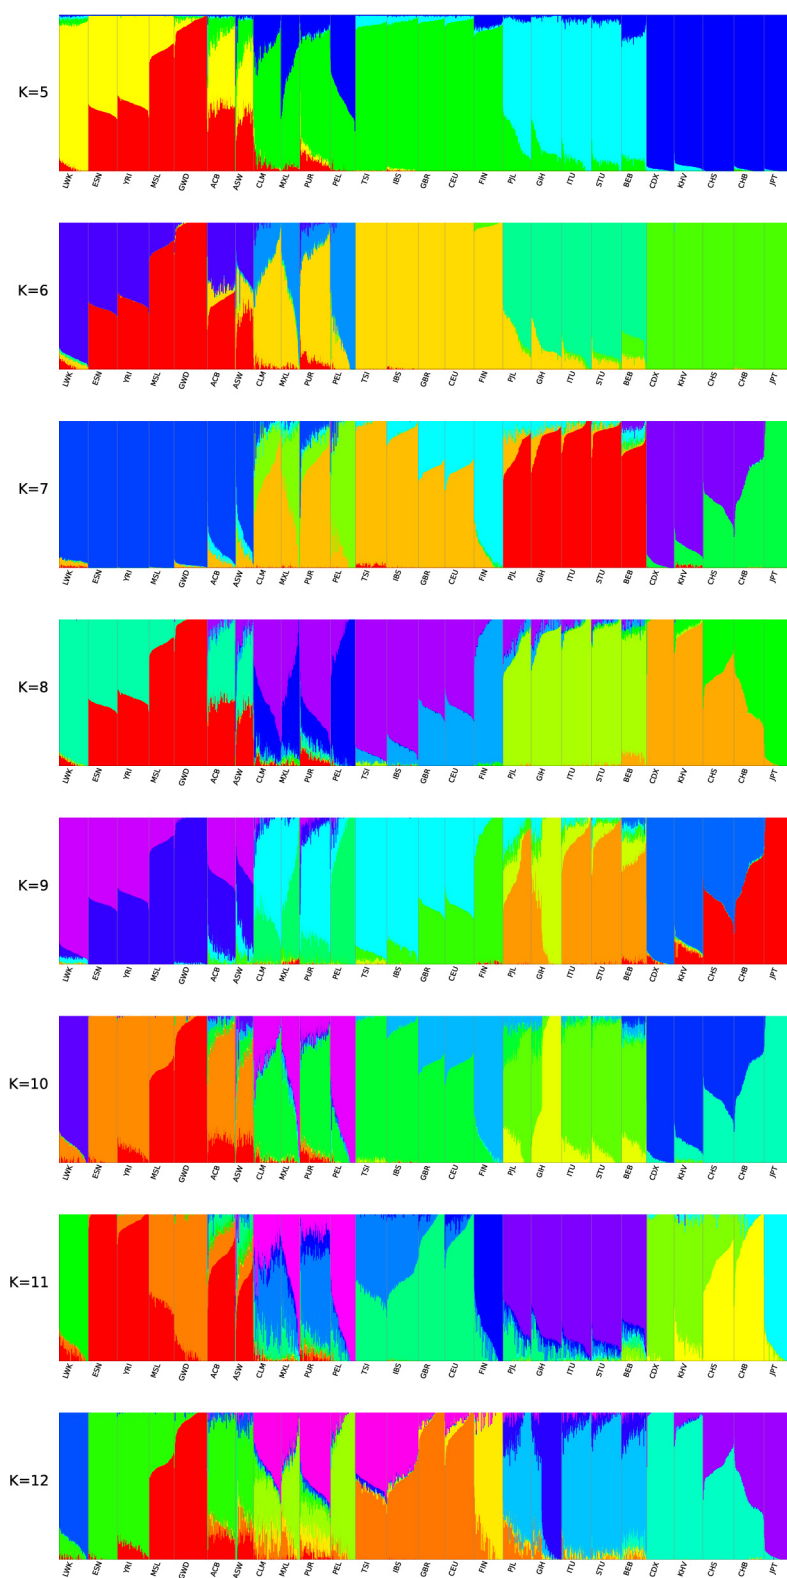 K=5
LWK ESN YRI MSL GWD ACB ASW CLM MXL PUR PEL TSI IBS GBR CEU FIN PJL GIH ITU STU BEB CDX KHV CHS CHB JPT
K=6
LWK ESN YRI MSL GWD ACB ASW CLM MXL PUR PEL TSI IBS GBR CEU FIN PJL GIH ITU STU BEB CDX KHV CHS CHB JPT
K=7
LWK ESN YRI MSL GWD ACB ASW CLM MXL PUR PEL TSI IBS GBR CEU FIN PJL GIH ITU STU BEB CDX KHV CHS CHB JPT
K=8
LWK ESN YRI MSL GWD ACB ASW CLM MXL PUR PEL TSI IBS GBR CEU FIN PJL GIH ITU STU BEB CDX KHV CHS CHB JPT
K=9
LWK ESN YRI MSL GWD ACB ASW CLM MXL PUR PEL TSI IBS GBR CEU FIN PJL GIH ITU STU BEB CDX KHV CHS CHB JPT
K=10
LWK ESN YRI MSL GWD ACB ASW CLM MXL PUR PEL TSI IBS GBR CEU FIN PJL GIH ITU STU BEB CDX KHV CHS CHB JPT
K=11
LWK ESN YRI MSL GWD ACB ASW CLM MXL PUR PEL TSI IBS GBR CEU FIN PJL GIH ITU STU BEB CDX KHV CHS CHB JPT
K=12
LWK ESN YRI MSL GWD ACB ASW CLM MXL PUR PEL TSI IBS GBR CEU FIN PJL GIH ITU STU BEB CDX KHV CHS CHB JPT